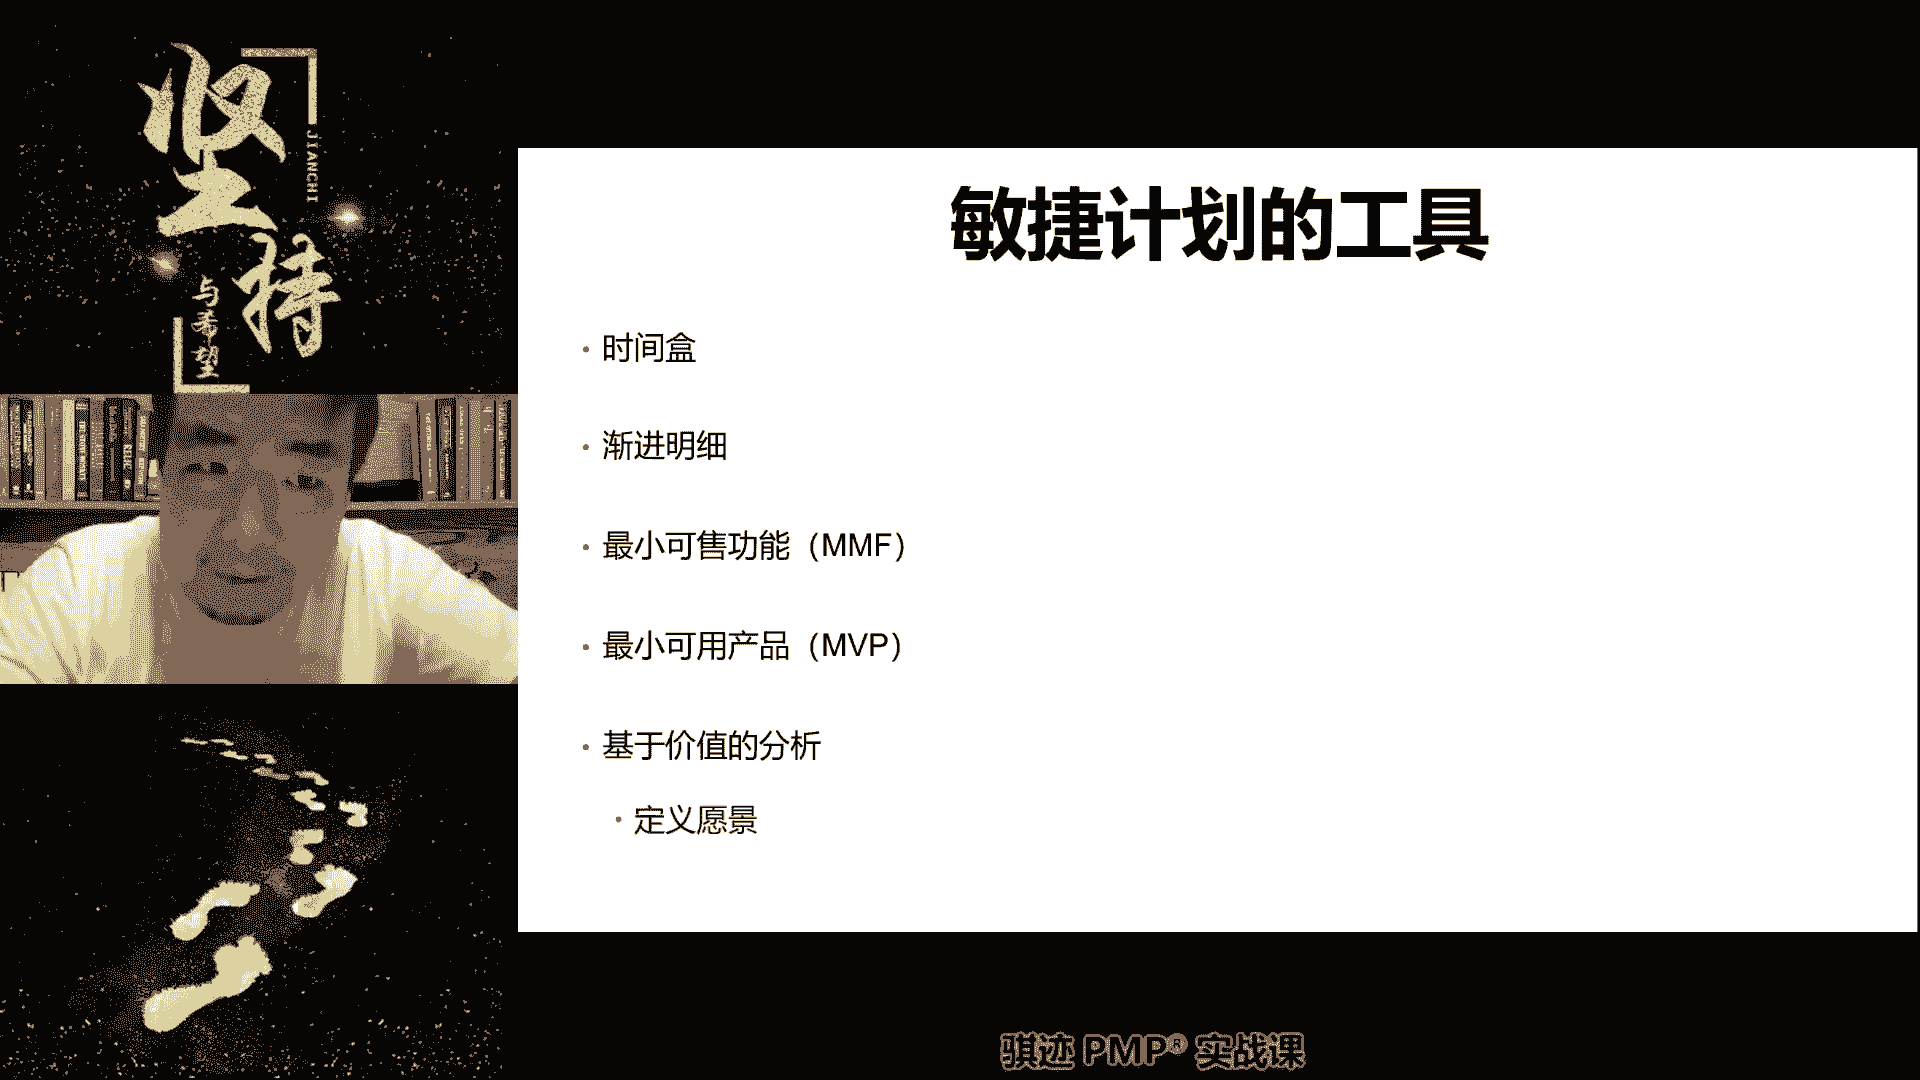 坚持
JIANCHI
与希望
敏捷计划的工具
• 时间盒
• 渐进明细
• 最小可售功能（MMF）
• 最小可用产品（MVP）
• 基于价值的分析
• 定义愿景
骐迹 PMP® 实战课